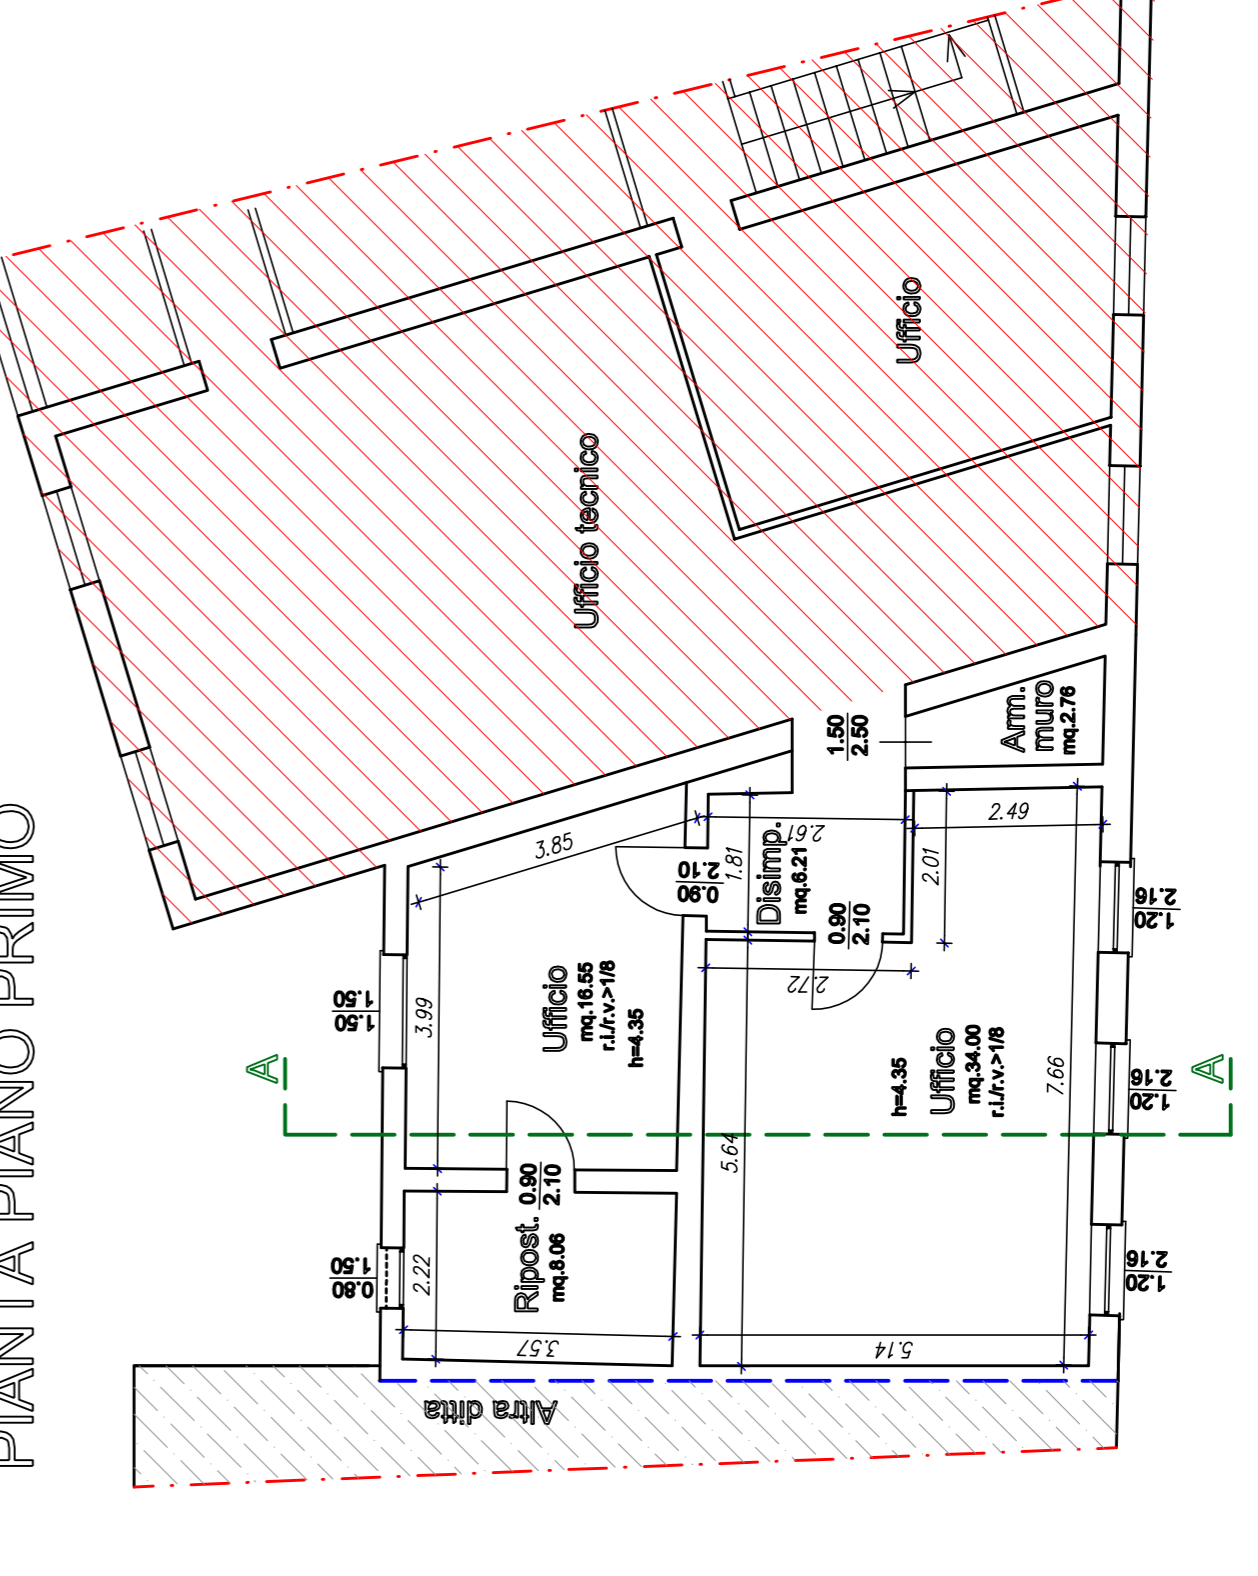 PIANTA PIANO PRIMO
Ufficio
Ufficio tecnico
Arm.
muro
mq.2.76
1.50
2.50
2.49
2.61
3.85
0.90
2.10
1.81
Disimp.
mq.6.21
2.01
0.90
2.10
1.20
2.16
1.50
1.50
3.99
Ufficio
mq.16.55
r.i./r.v.>1/8
h=4.35
2.72
h=4.35
Ufficio
mq.34.00
r.i./r.v.>1/8
7.66
1.20
2.16
A
A
5.64
0.90
2.10
Ripost.
mq.8.06
0.80
1.50
2.22
1.20
2.16
3.57
5.14
Altra ditta